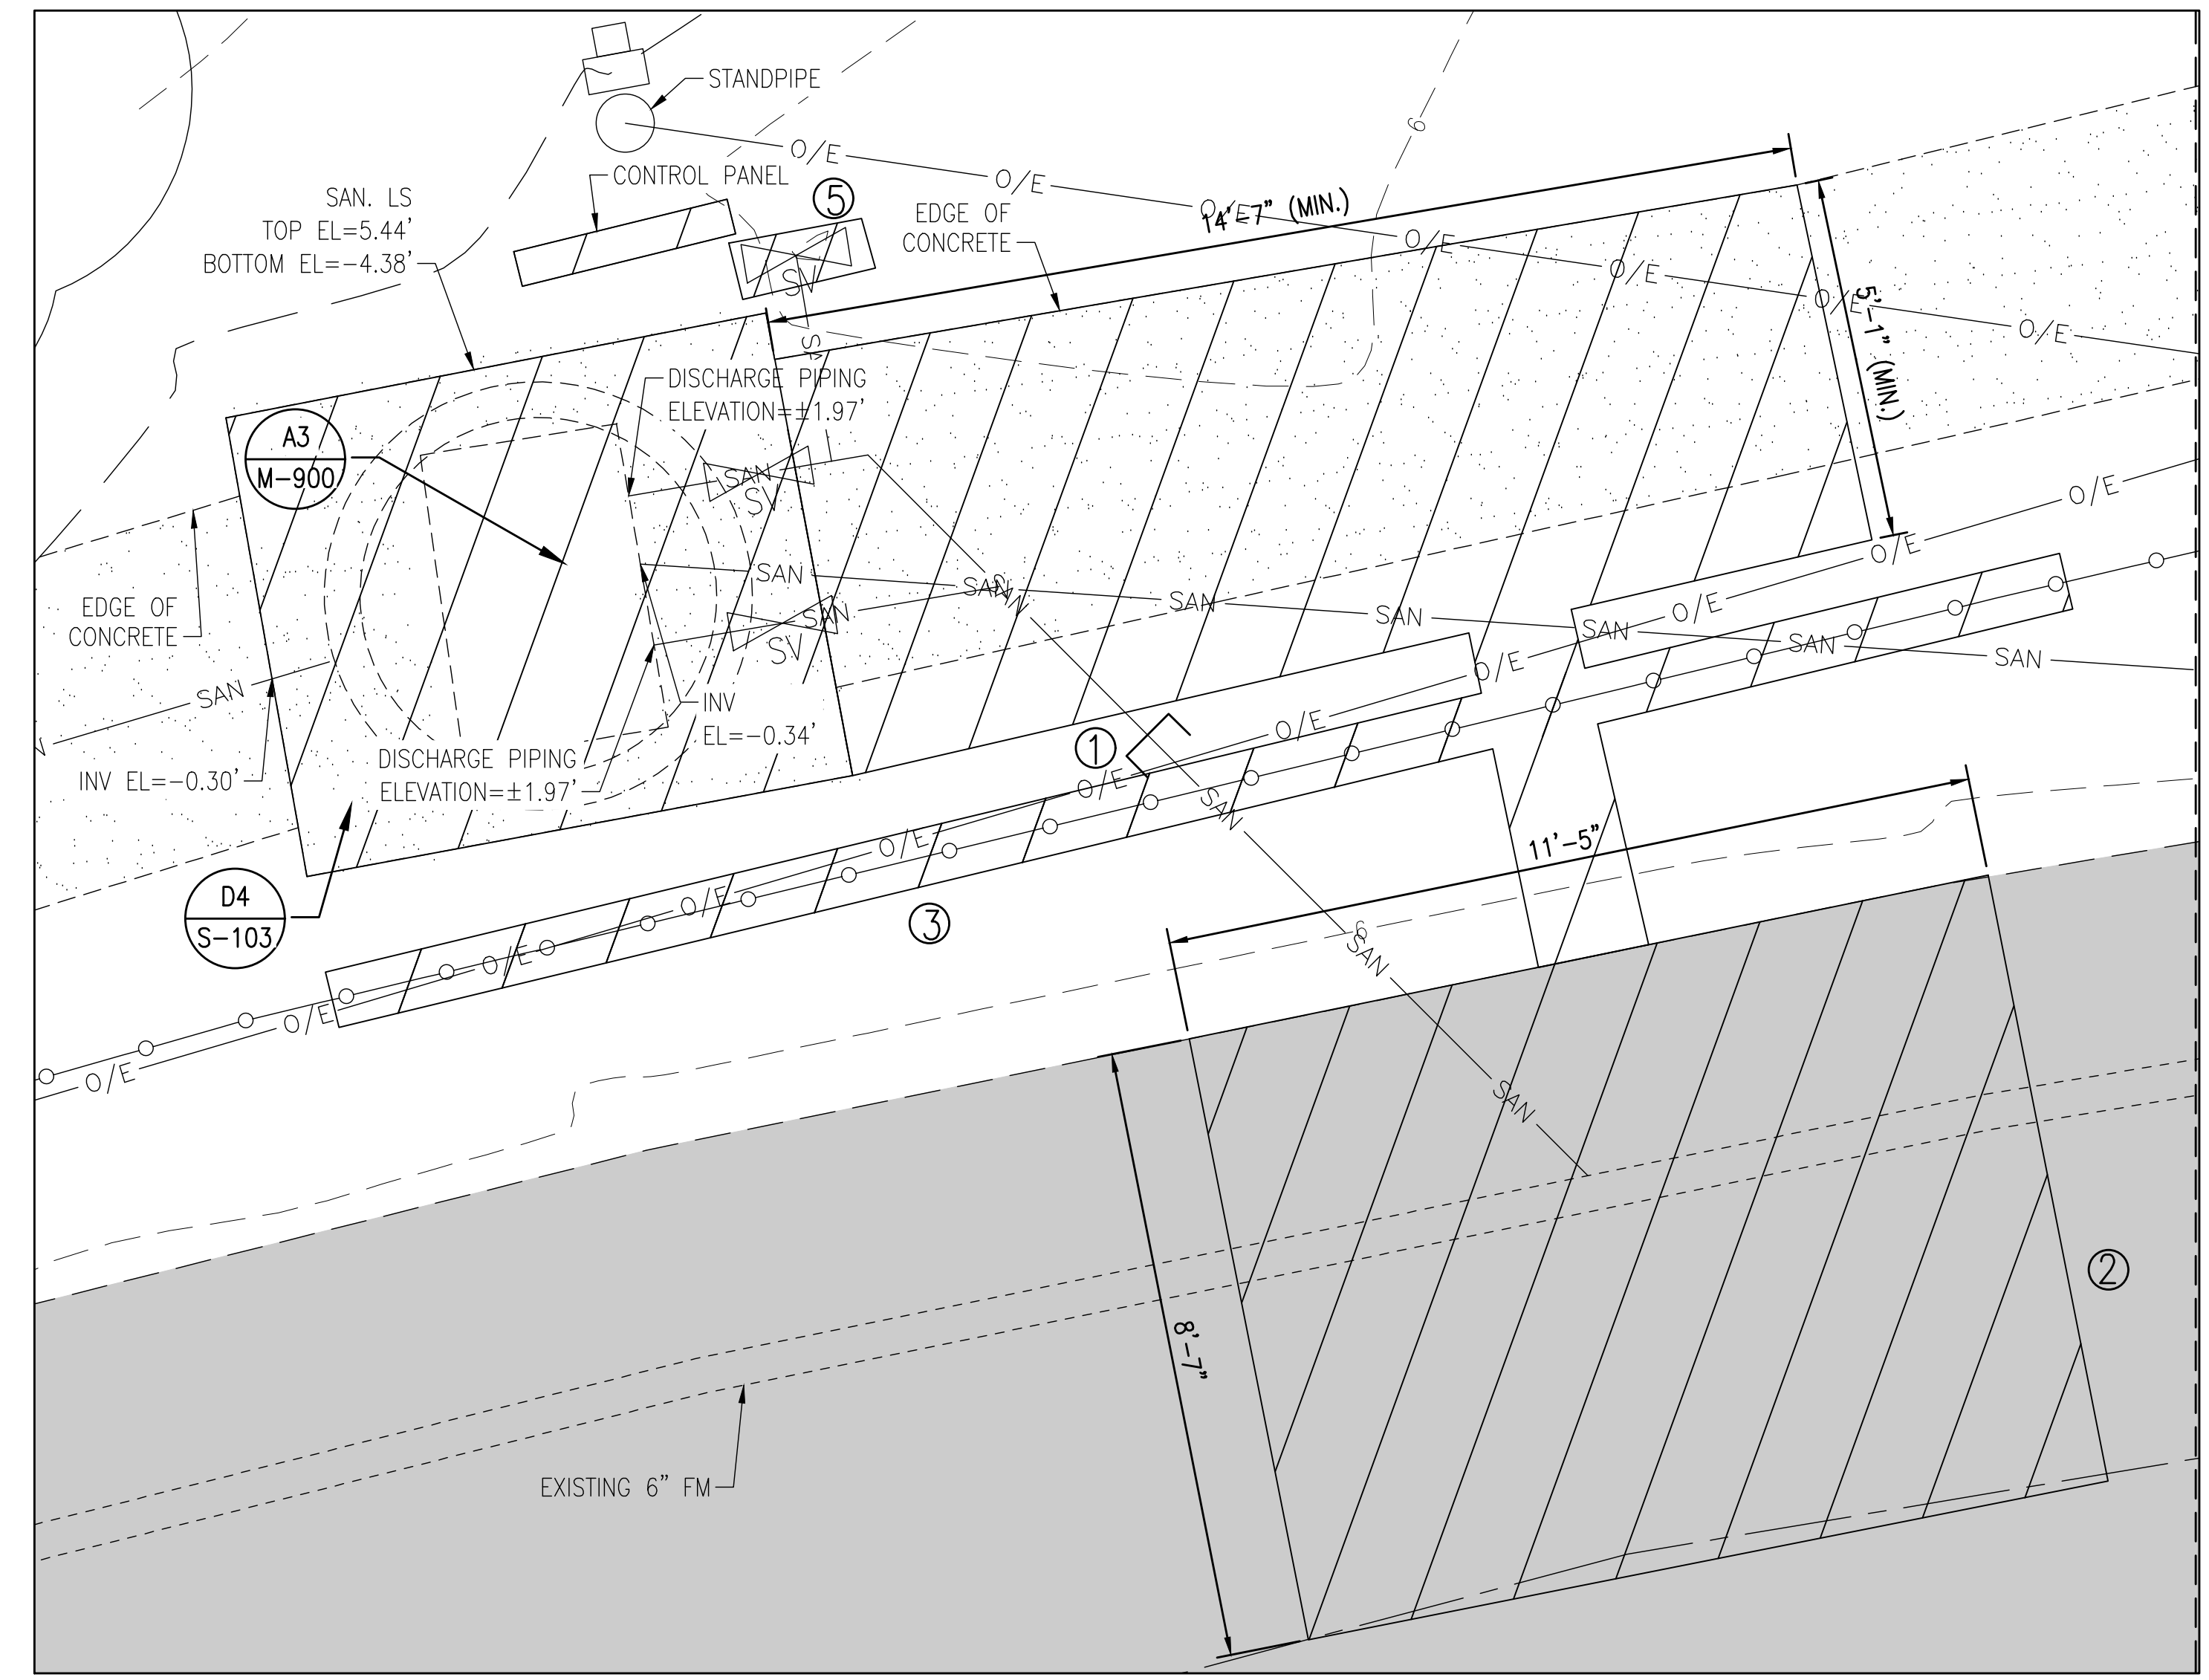 STANDPIPE
O/E
CONTROL PANEL
O/E
5
SAN. LS
TOP EL=5.44'
BOTTOM EL=-4.38'
EDGE OF
CONCRETE
14'-7" (MIN.)
O/E
6
O/E
O/E
O/E
O/E
5'-1" (MIN.)
SV
DISCHARGE PIPING
ELEVATION=±1.97'
A3
M-900
SAN
SV
SAN
SAN
SAN
SAN
SAN
SAN
SAN
SAN
SAN
SV
O/E
O/E
O/E
O/E
O/E
EDGE OF
CONCRETE
SAN
INV
EL=-0.34'
INV EL=-0.30'
DISCHARGE PIPING
ELEVATION=±1.97'
1
O/E
SAN
O/E
11'-5"
D4
S-103
O/E
3
O/E
O/E
O/E
6
SAN
SAN
2
8'-7"
EXISTING 6" FM